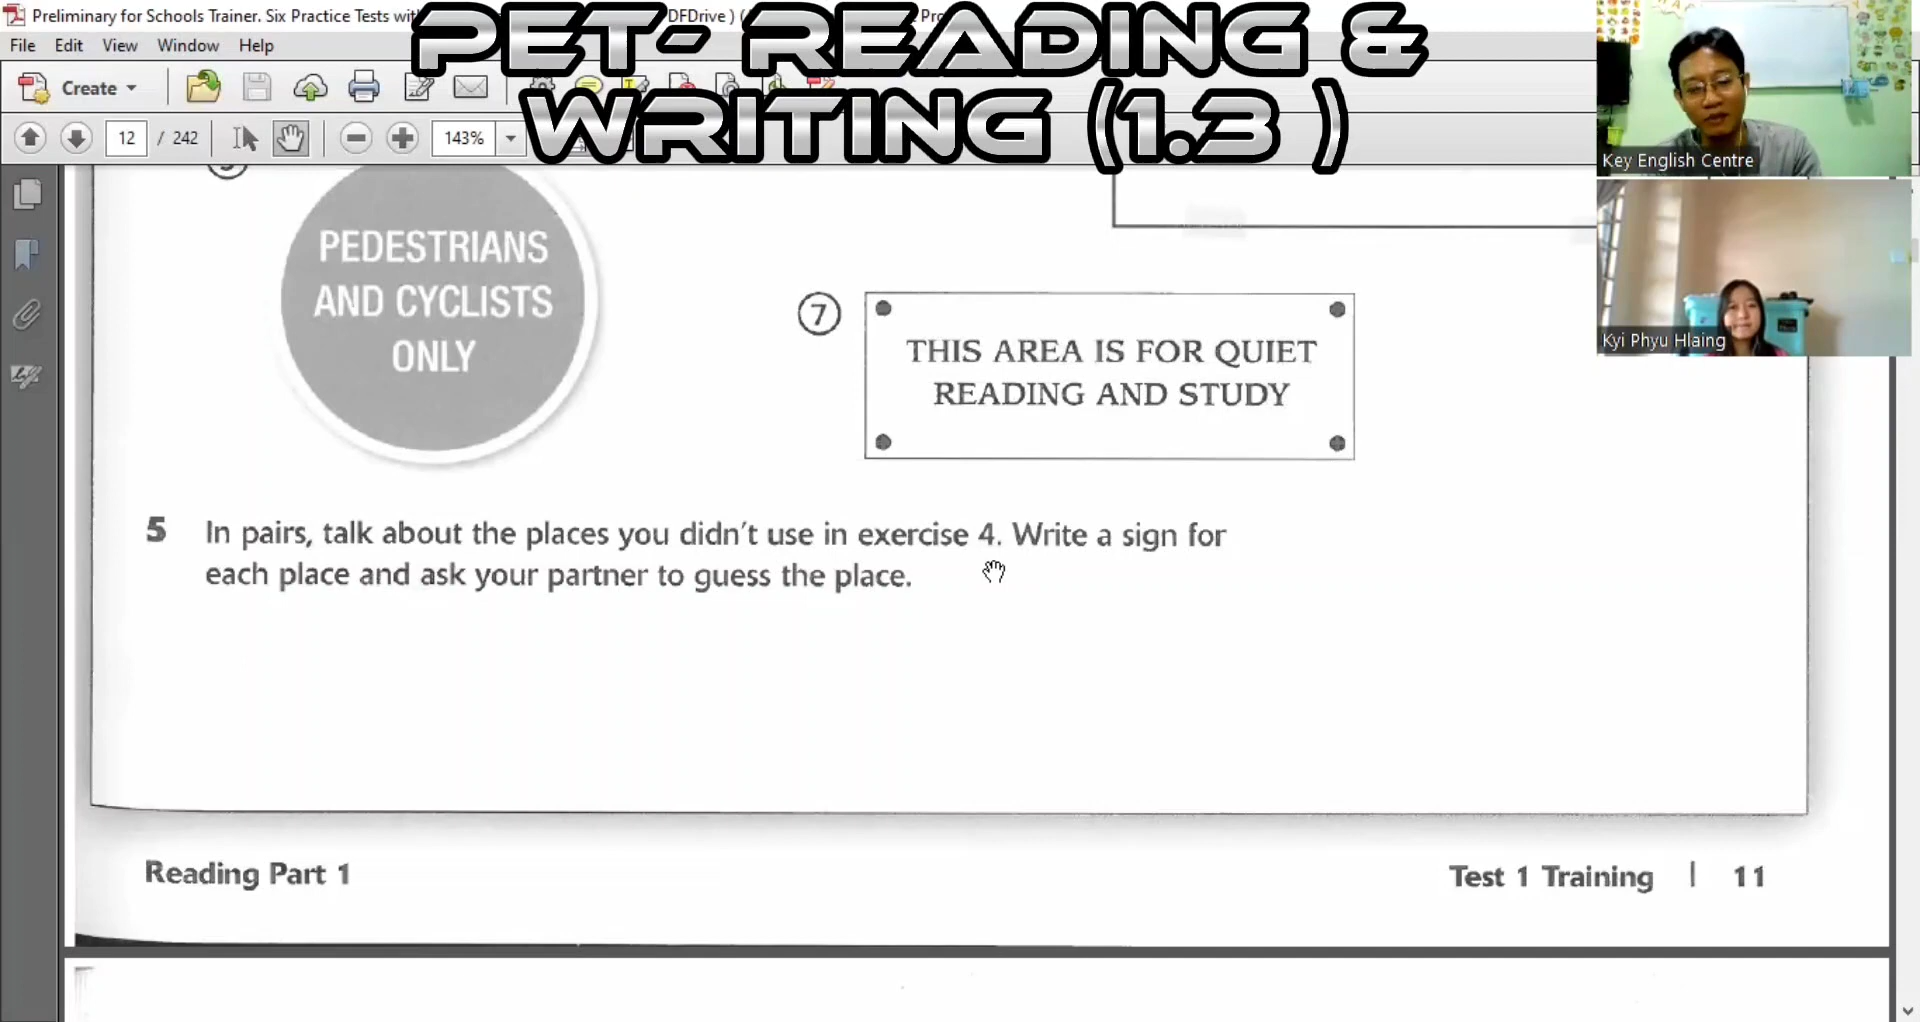 Preliminary for Schools Trainer. Six Practice Tests wit
DFDrive ) (
Pro
PET- READING &
WRITING (1.3 )
File Edit View Window Help
Create
12 / 242
143%
Key English Centre
Kyi Phyu Hlaing
PEDESTRIANS
AND CYCLISTS
ONLY
7
THIS AREA IS FOR QUIET
READING AND STUDY
5 In pairs, talk about the places you didn't use in exercise 4. Write a sign for
each place and ask your partner to guess the place.
Reading Part 1
Test 1 Training | 11